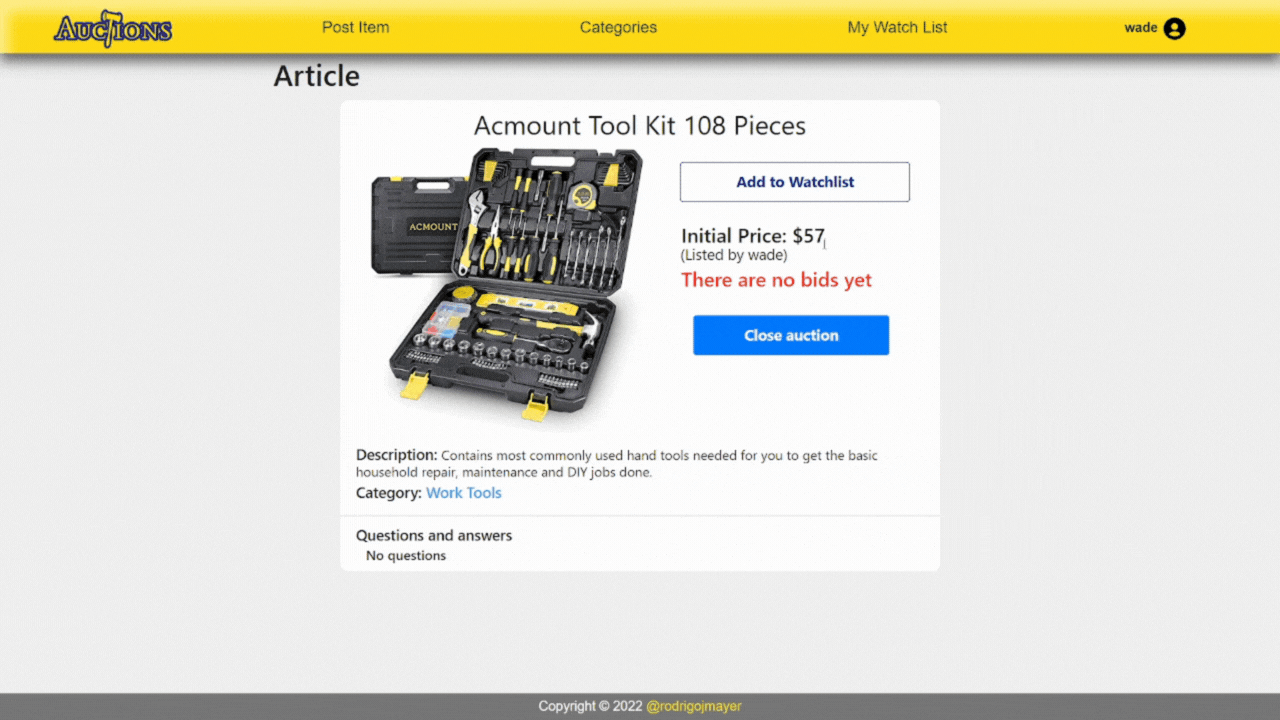 AUCTIONS
Post Item
Categories
My Watch List
wade
Article
Acmount Tool Kit 108 Pieces
ACMOUNT
Add to Watchlist
Initial Price: $57
(Listed by wade)
There are no bids yet
Close auction
Description: Contains most commonly used hand tools needed for you to get the basic
household repair, maintenance and DIY jobs done.
Category: Work Tools
Questions and answers
No questions
Copyright © 2022 @rodrigojmayer